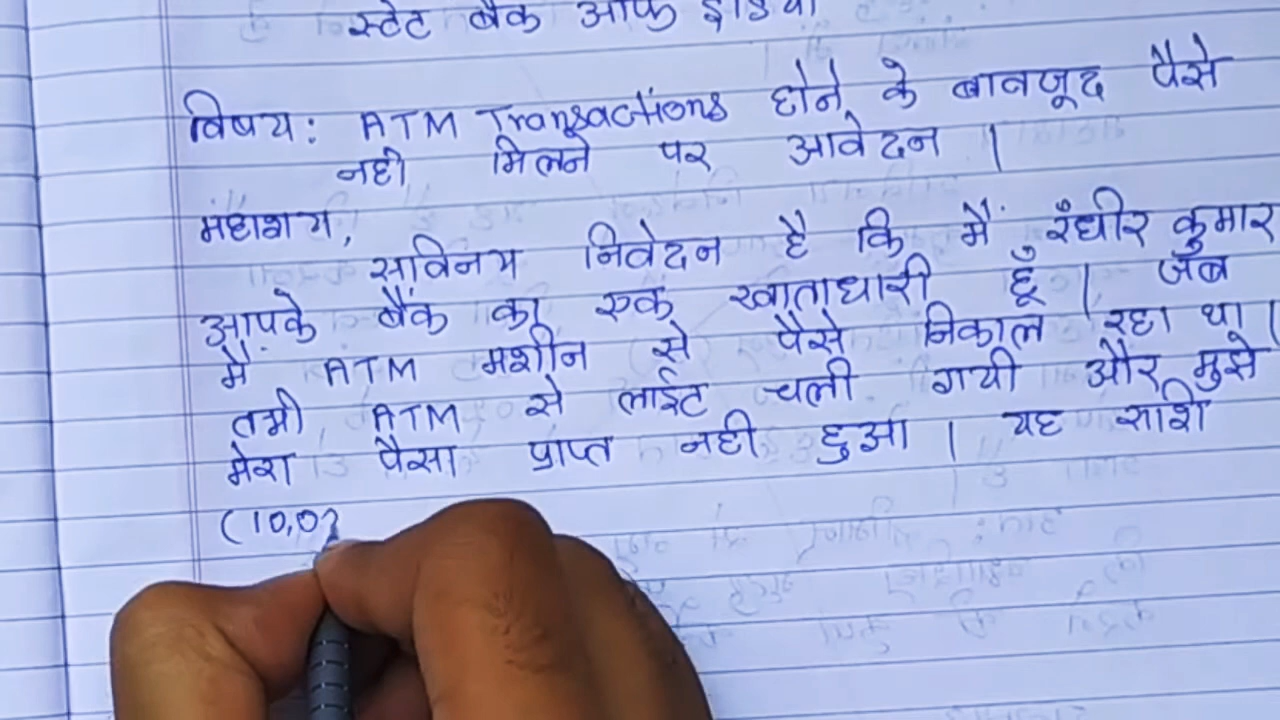 स्टेट बैंक ऑफ इंडिया
विषय: ATM Transactions होने के बावजूद पैसे
नही मिलने पर आवेदन |
महाशय,
सविनय निवेदन है कि मैं रंधीर कुमार
आपके बैंक का एक खाताधारी हूँ | जब
मैं ATM मशीन से पैसे निकाल रहा था |
तभी ATM से लाईट चली गयी और मुझे
मेरा पैसा प्राप्त नही हुआ | यह राशि
(10,0